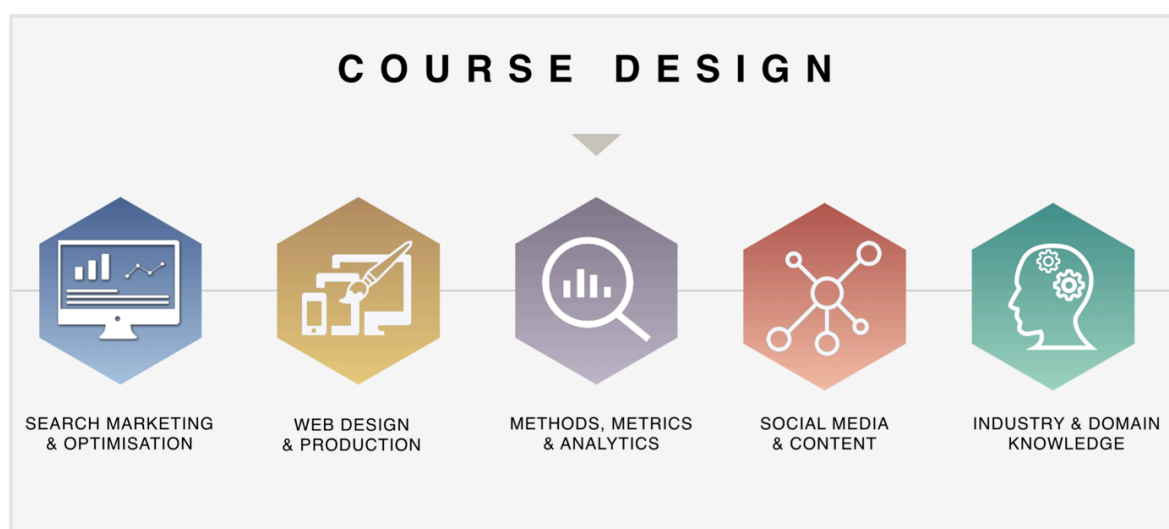 COURSE DESIGN
SEARCH MARKETING
& OPTIMISATION
WEB DESIGN
& PRODUCTION
METHODS, METRICS
& ANALYTICS
SOCIAL MEDIA
& CONTENT
INDUSTRY & DOMAIN
KNOWLEDGE